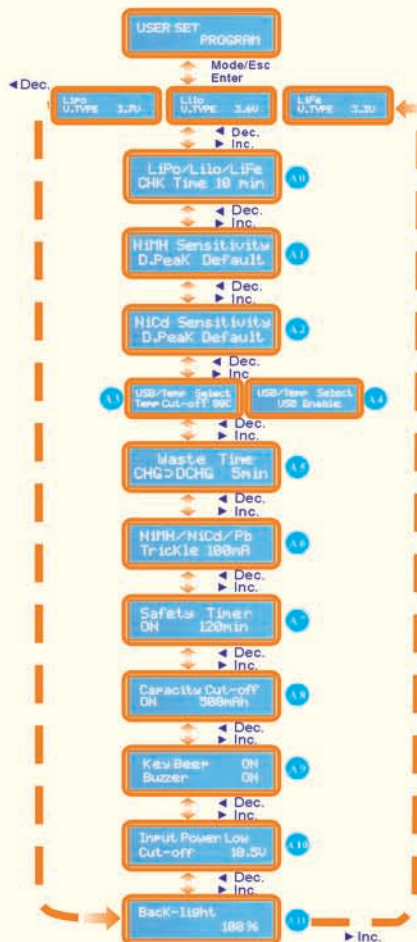 USER SET
PROGRAM
Mode/Esc
Enter
◄ Dec.
Lipo
V.TYPE 3.7V
LiIo
V.TYPE 3.6V
LiFe
V.TYPE 3.3V
◄ Dec.
► Inc.
LiPo/LiIo/LiFe
CHK Time 10 min
A0
◄ Dec.
► Inc.
NiMH Sensitivity
D.PeaK Default
A1
◄ Dec.
► Inc.
NiCd Sensitivity
D.PeaK Default
A2
◄ Dec.
► Inc
A3
USB/Temp Select
Temp Cut-off 80C
USB/Temp Select
USB Enable
A4
◄ Dec.
► Inc.
Waste Time
CHG>DCHG 5min
A5
◄ Dec.
► Inc.
NiMH/NiCd/Pb
TricKle 100mA
A6
◄ Dec.
► Inc.
Safety Timer
ON 120min
A7
◄ Dec.
► Inc.
Capacity Cut-off
ON 500mAh
A8
◄ Dec.
► Inc.
Key Beep ON
Buzzer ON
A9
◄ Dec.
► Inc.
Input Power Low
Cut-off 10.5V
A10
◄ Dec.
► Inc.
BacK-light
100%
A11
► Inc.